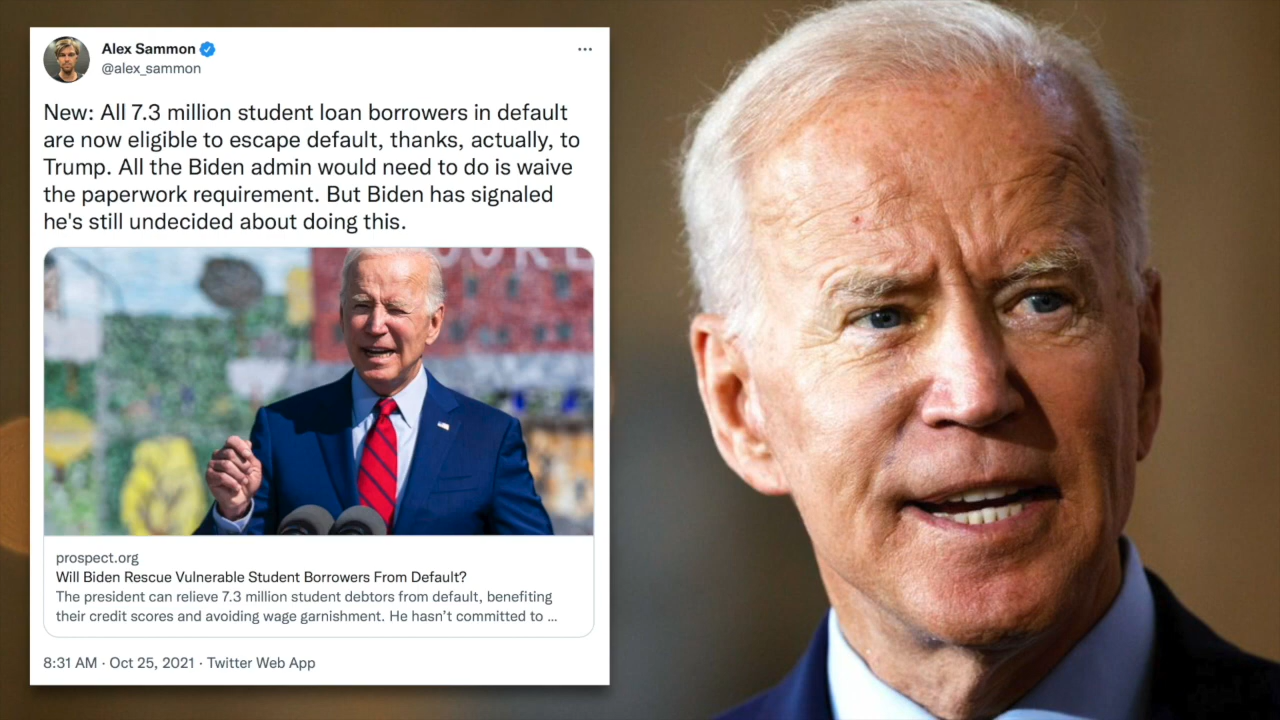 Alex Sammon
@alex_sammon
New: All 7.3 million student loan borrowers in default
are now eligible to escape default, thanks, actually, to
Trump. All the Biden admin would need to do is waive
the paperwork requirement. But Biden has signaled
he's still undecided about doing this.
prospect.org
Will Biden Rescue Vulnerable Student Borrowers From Default?
The president can relieve 7.3 million student debtors from default, benefiting
their credit scores and avoiding wage garnishment. He hasn't committed to ...
8:31 AM · Oct 25, 2021 · Twitter Web App